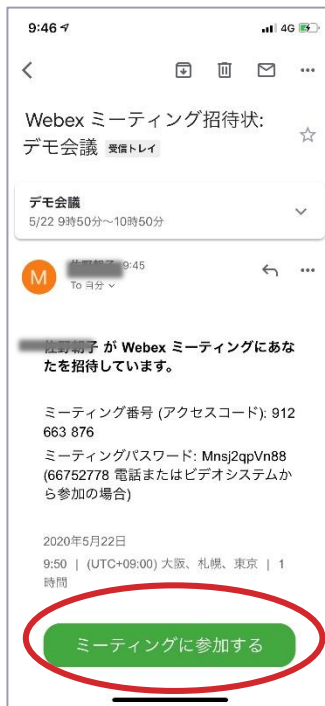 9:46
4G
Webex ミーティング招待状:
デモ会議 受信トレイ
デモ会議
5/22 9時50分～10時50分
M
9:45
To 自分
が Webex ミーティングにあな
たを招待しています。
ミーティング番号 (アクセスコード): 912
663 876
ミーティングパスワード: Mnsj2qpVn88
(66752778 電話またはビデオシステムか
ら参加の場合)
2020年5月22日
9:50 | (UTC+09:00) 大阪、札幌、東京 | 1
時間
ミーティングに参加する